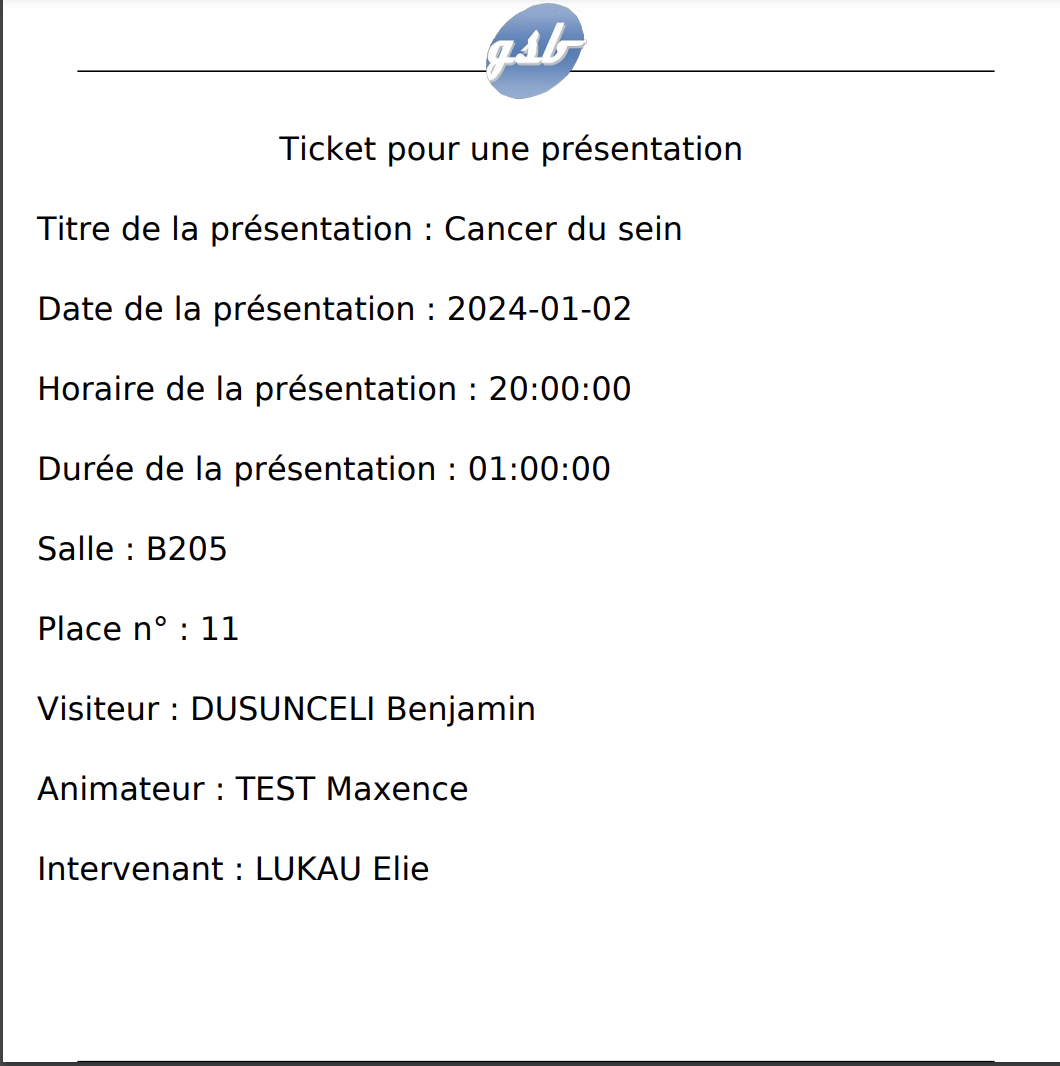 gsb
Ticket pour une présentation
Titre de la présentation : Cancer du sein
Date de la présentation : 2024-01-02
Horaire de la présentation : 20:00:00
Durée de la présentation : 01:00:00
Salle : B205
Place n° : 11
Visiteur : DUSUNCELI Benjamin
Animateur : TEST Maxence
Intervenant : LUKAU Elie